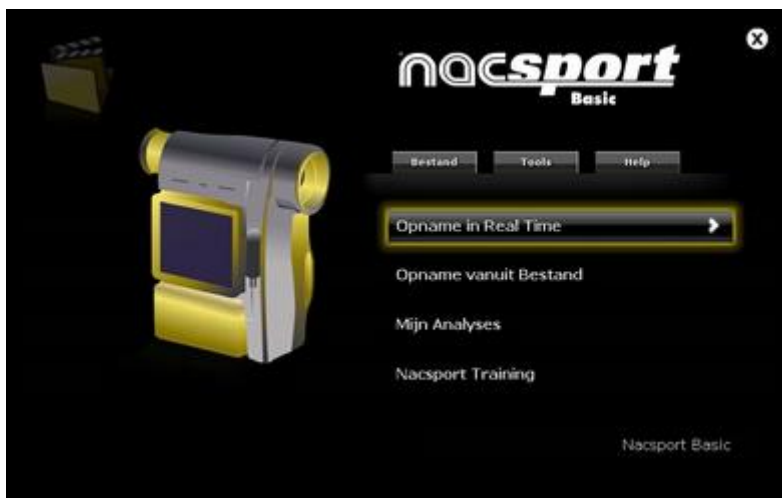 nacsport
Basic
Bestand Tools Help
Opname in Real Time
Opname vanuit Bestand
Mijn Analyses
Nacsport Training
Nacsport Basic